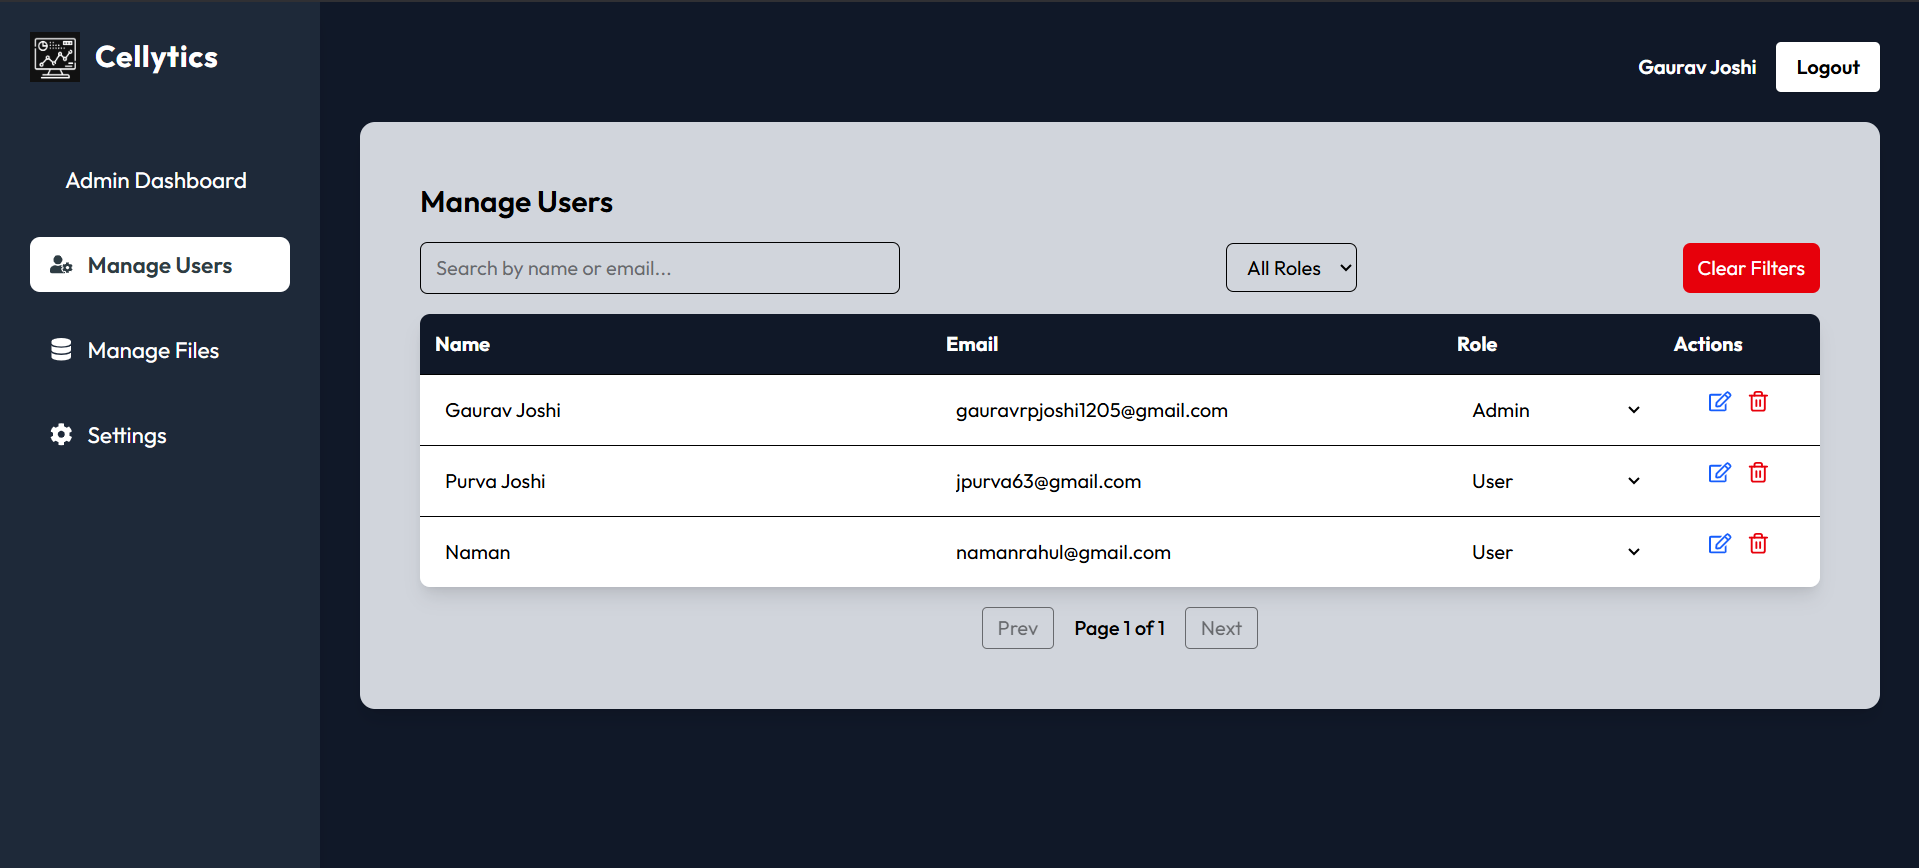 Cellytics
Gaurav Joshi
Logout
Admin Dashboard
Manage Users
Manage Files
Settings
Manage Users
Search by name or email...
All Roles
Clear Filters
Name Email Role Actions
Gaurav Joshi gauravrpjoshi1205@gmail.com Admin
Purva Joshi jpurva63@gmail.com User
Naman namanrahul@gmail.com User
Prev Page 1 of 1 Next